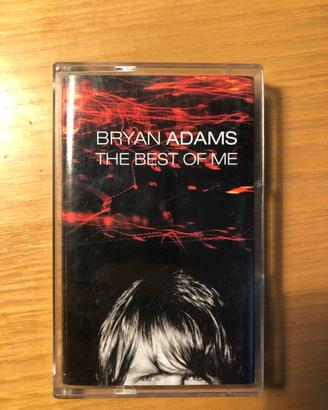 BRYAN ADAMS
THE BEST OF ME